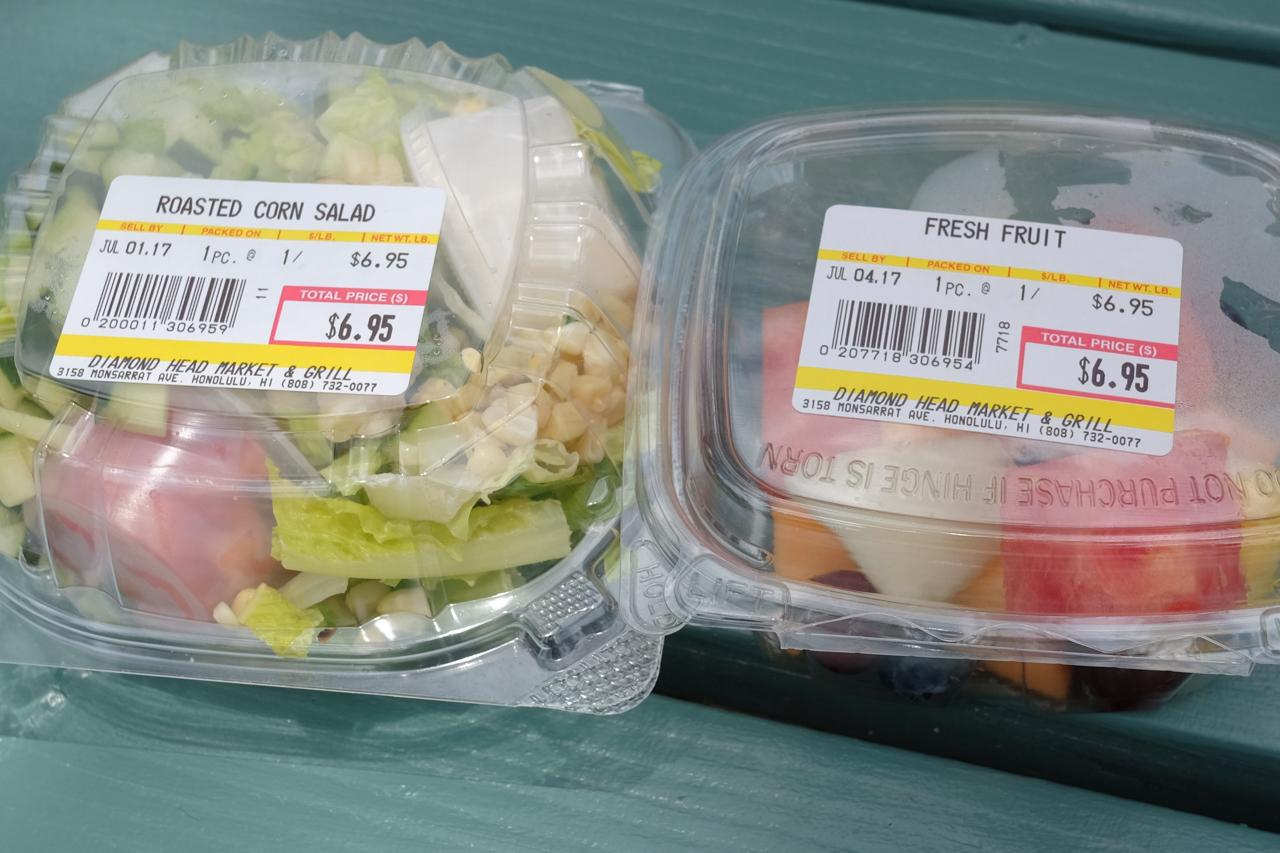 ROASTED CORN SALAD
SELL BY PACKED ON $/LB. NET WT. LB.
JUL 01.17 1PC. @ 1/ $6.95
11
TOTAL PRICE ($)
$6.95
0 200011 306959
DIAMOND HEAD MARKET & GRILL
3158 MONSARRAT AVE. HONOLULU, HI (808) 732-0077
FRESH FRUIT
SELL BY PACKED ON $/LB. NET WT. LB.
JUL 04.17 1PC. @ 1/ $6.95
7718
TOTAL PRICE ($)
$6.95
0 207718 306954
DIAMOND HEAD MARKET & GRILL
3158 MONSARRAT AVE. HONOLULU, HI (808) 732-0077
DO NOT PURCHASE IF HINGE IS TORN
HOLD
LIFT